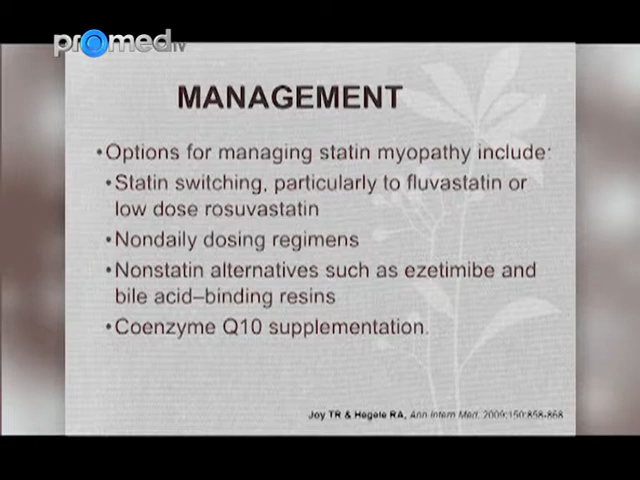 promed TV
MANAGEMENT
•Options for managing statin myopathy include:
•Statin switching, particularly to fluvastatin or
low dose rosuvastatin
•Nondaily dosing regimens
•Nonstatin alternatives such as ezetimibe and
bile acid–binding resins
•Coenzyme Q10 supplementation.
Joy TR & Hegele RA, Ann Intern Med. 2009;150:858-868